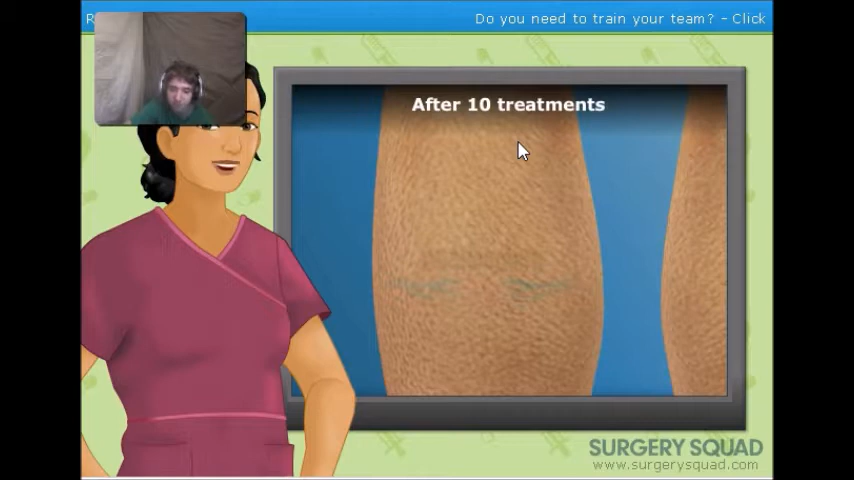 Do you need to train your team? - Click
After 10 treatments
SURGERY SQUAD
www.surgerysquad.com